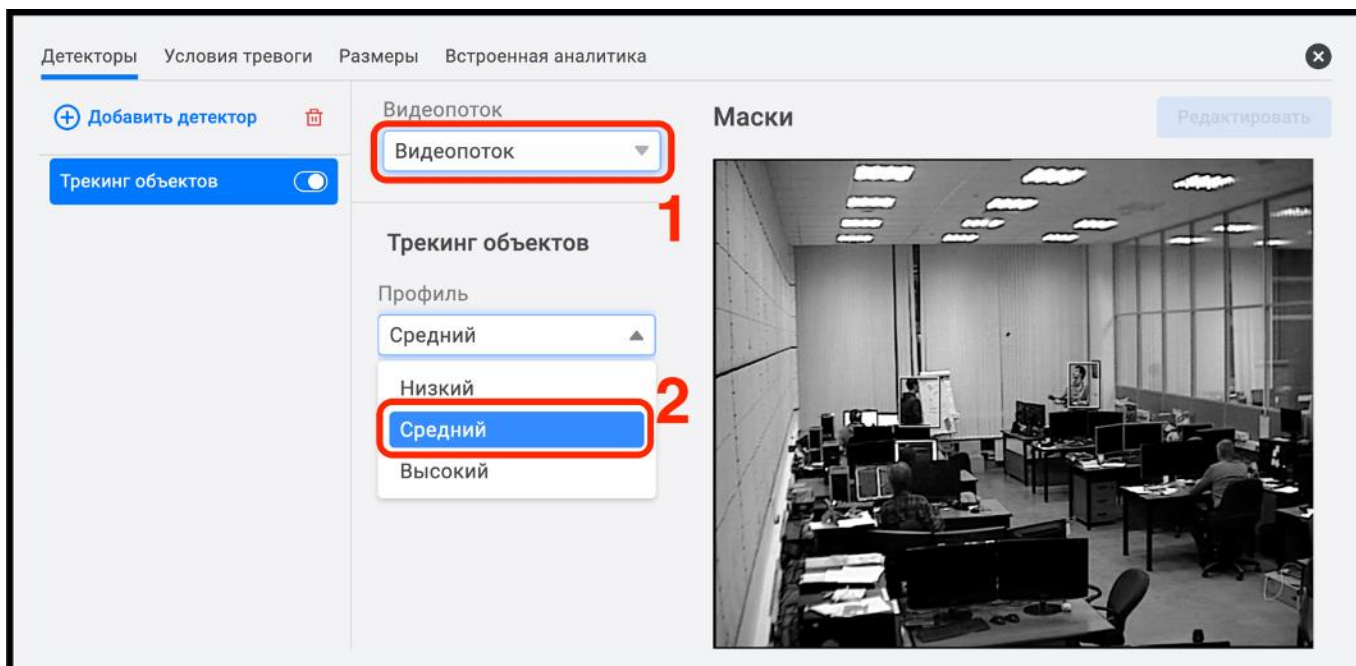 Детекторы Условия тревоги Размеры Встроенная аналитика
Добавить детектор
Трекинг объектов
Видеопоток
Видеопоток
1
Трекинг объектов
Профиль
Средний
Низкий
Средний
2
Высокий
Маски
Редактировать